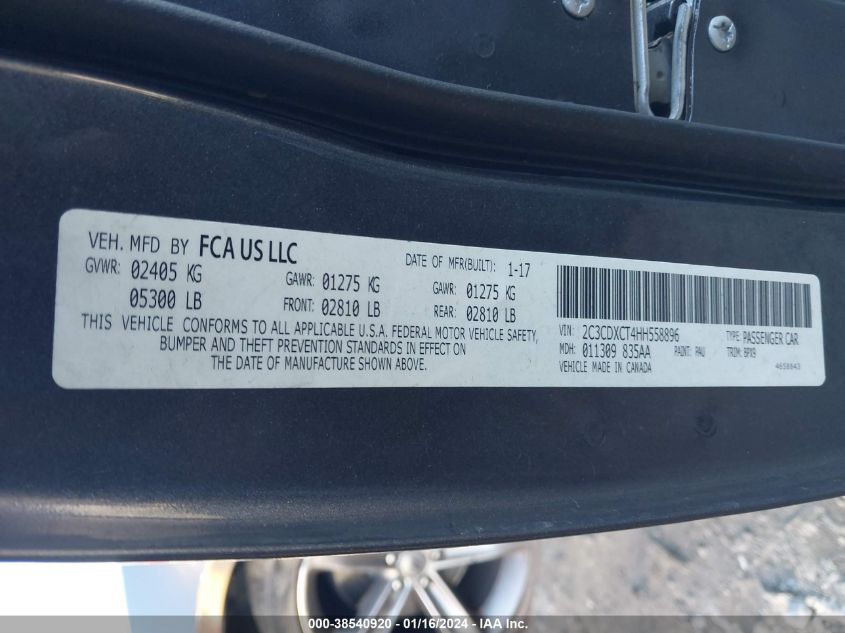 VEH. MFD BY FCA US LLC DATE OF MFR(BUILT): 1-17
GVWR: 02405 KG GAWR: 01275 KG GAWR: 01275 KG
05300 LB FRONT: 02810 LB REAR: 02810 LB
THIS VEHICLE CONFORMS TO ALL APPLICABLE U.S.A. FEDERAL MOTOR VEHICLE SAFETY,
BUMPER AND THEFT PREVENTION STANDARDS IN EFFECT ON
THE DATE OF MANUFACTURE SHOWN ABOVE.
VIN: 2C3CDXCT4HH558896 TYPE: PASSENGER CAR
MDH: 011309 835AA PAINT: PAU TRIM: BPX9
VEHICLE MADE IN CANADA 4658843
000-38540920 - 01/16/2024 - IAA Inc.